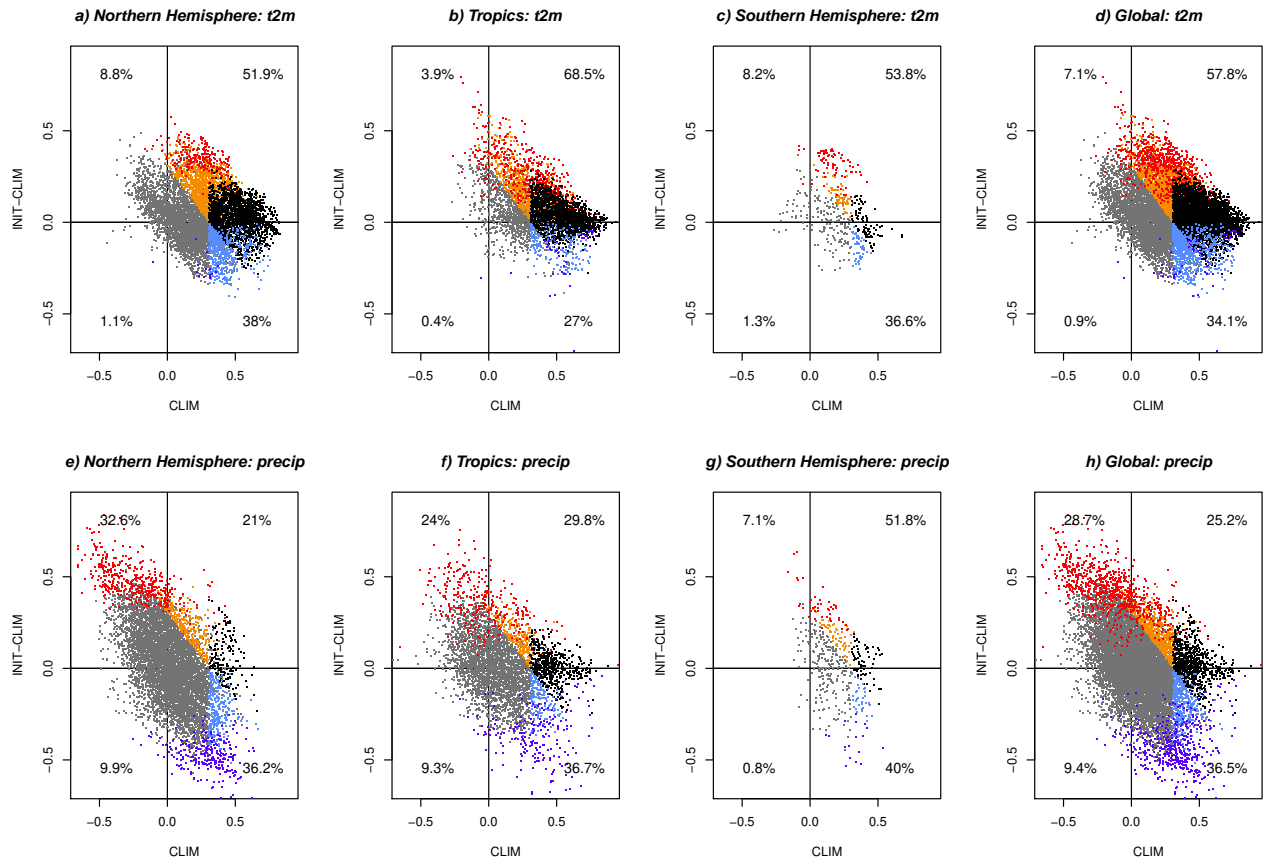 a) Northern Hemisphere: t2m
8.8% 51.9%
0.5
0.0
−0.5
INIT−CLIM
1.1% 38%
−0.5 0.0 0.5
CLIM
b) Tropics: t2m
3.9% 68.5%
0.5
0.0
−0.5
INIT−CLIM
0.4% 27%
−0.5 0.0 0.5
CLIM
c) Southern Hemisphere: t2m
8.2% 53.8%
0.5
0.0
−0.5
INIT−CLIM
1.3% 36.6%
−0.5 0.0 0.5
CLIM
d) Global: t2m
7.1% 57.8%
0.5
0.0
−0.5
INIT−CLIM
0.9% 34.1%
−0.5 0.0 0.5
CLIM
e) Northern Hemisphere: precip
32.6% 21%
0.5
0.0
−0.5
INIT−CLIM
9.9% 36.2%
−0.5 0.0 0.5
CLIM
f) Tropics: precip
24% 29.8%
0.5
0.0
−0.5
INIT−CLIM
9.3% 36.7%
−0.5 0.0 0.5
CLIM
g) Southern Hemisphere: precip
7.1% 51.8%
0.5
0.0
−0.5
INIT−CLIM
0.8% 40%
−0.5 0.0 0.5
CLIM
h) Global: precip
28.7% 25.2%
0.5
0.0
−0.5
INIT−CLIM
9.4% 36.5%
−0.5 0.0 0.5
CLIM